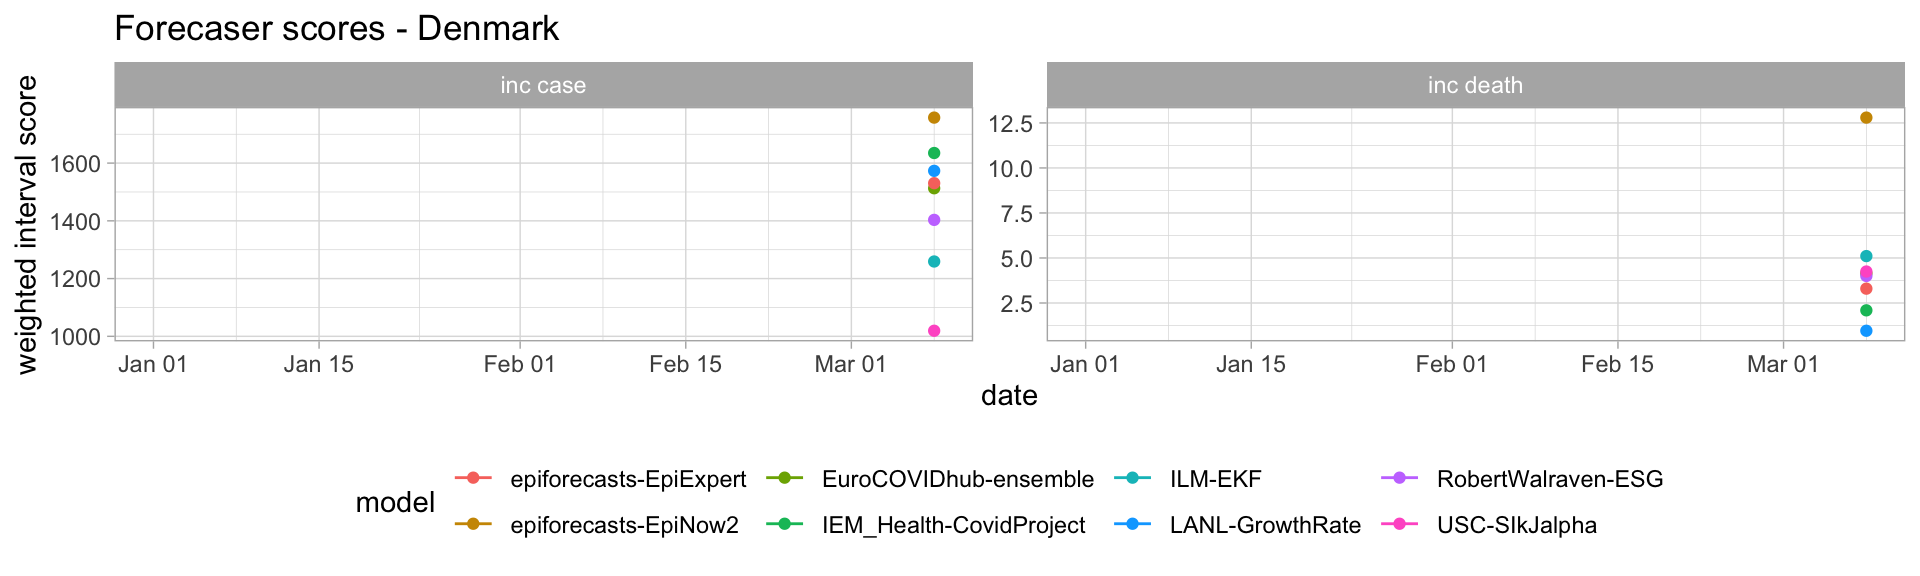 Forecaser scores - Denmark
weighted interval score
inc case
1600
1400
1200
1000
Jan 01 Jan 15 Feb 01 Feb 15 Mar 01
inc death
12.5
10.0
7.5
5.0
2.5
Jan 01 Jan 15 Feb 01 Feb 15 Mar 01
date
model
epiforecasts-EpiExpert EuroCOVIDhub-ensemble ILM-EKF RobertWalraven-ESG
epiforecasts-EpiNow2 IEM_Health-CovidProject LANL-GrowthRate USC-SIkJalpha